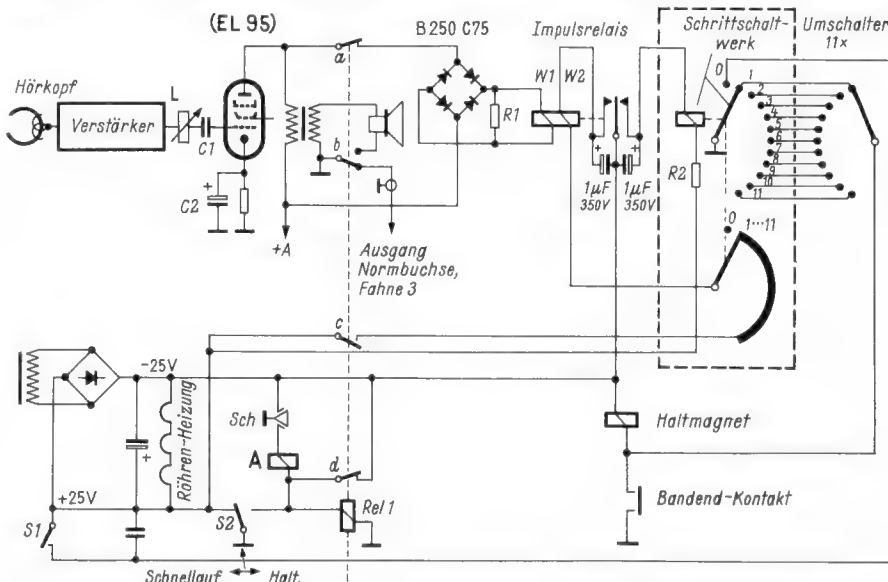 (EL 95)
B 250 C75
Impulsrelais
Schrittschalt-
werk
Umschalter
11x
Hörkopf
Verstärker
L
C1
C2
a
b
R1
W1
W2
+
+
1µF
350V
1µF
350V
R2
0
1
2
3
4
5
6
7
8
9
10
11
0
1···11
+
+A
Ausgang
Normbuchse,
Fahne 3
c
-25V
Röhren-Heizung
+
Sch
A
d
Rel 1
Haltmagnet
Bandend-Kontakt
+25V
S1
S2
Schnellauf
Halt.